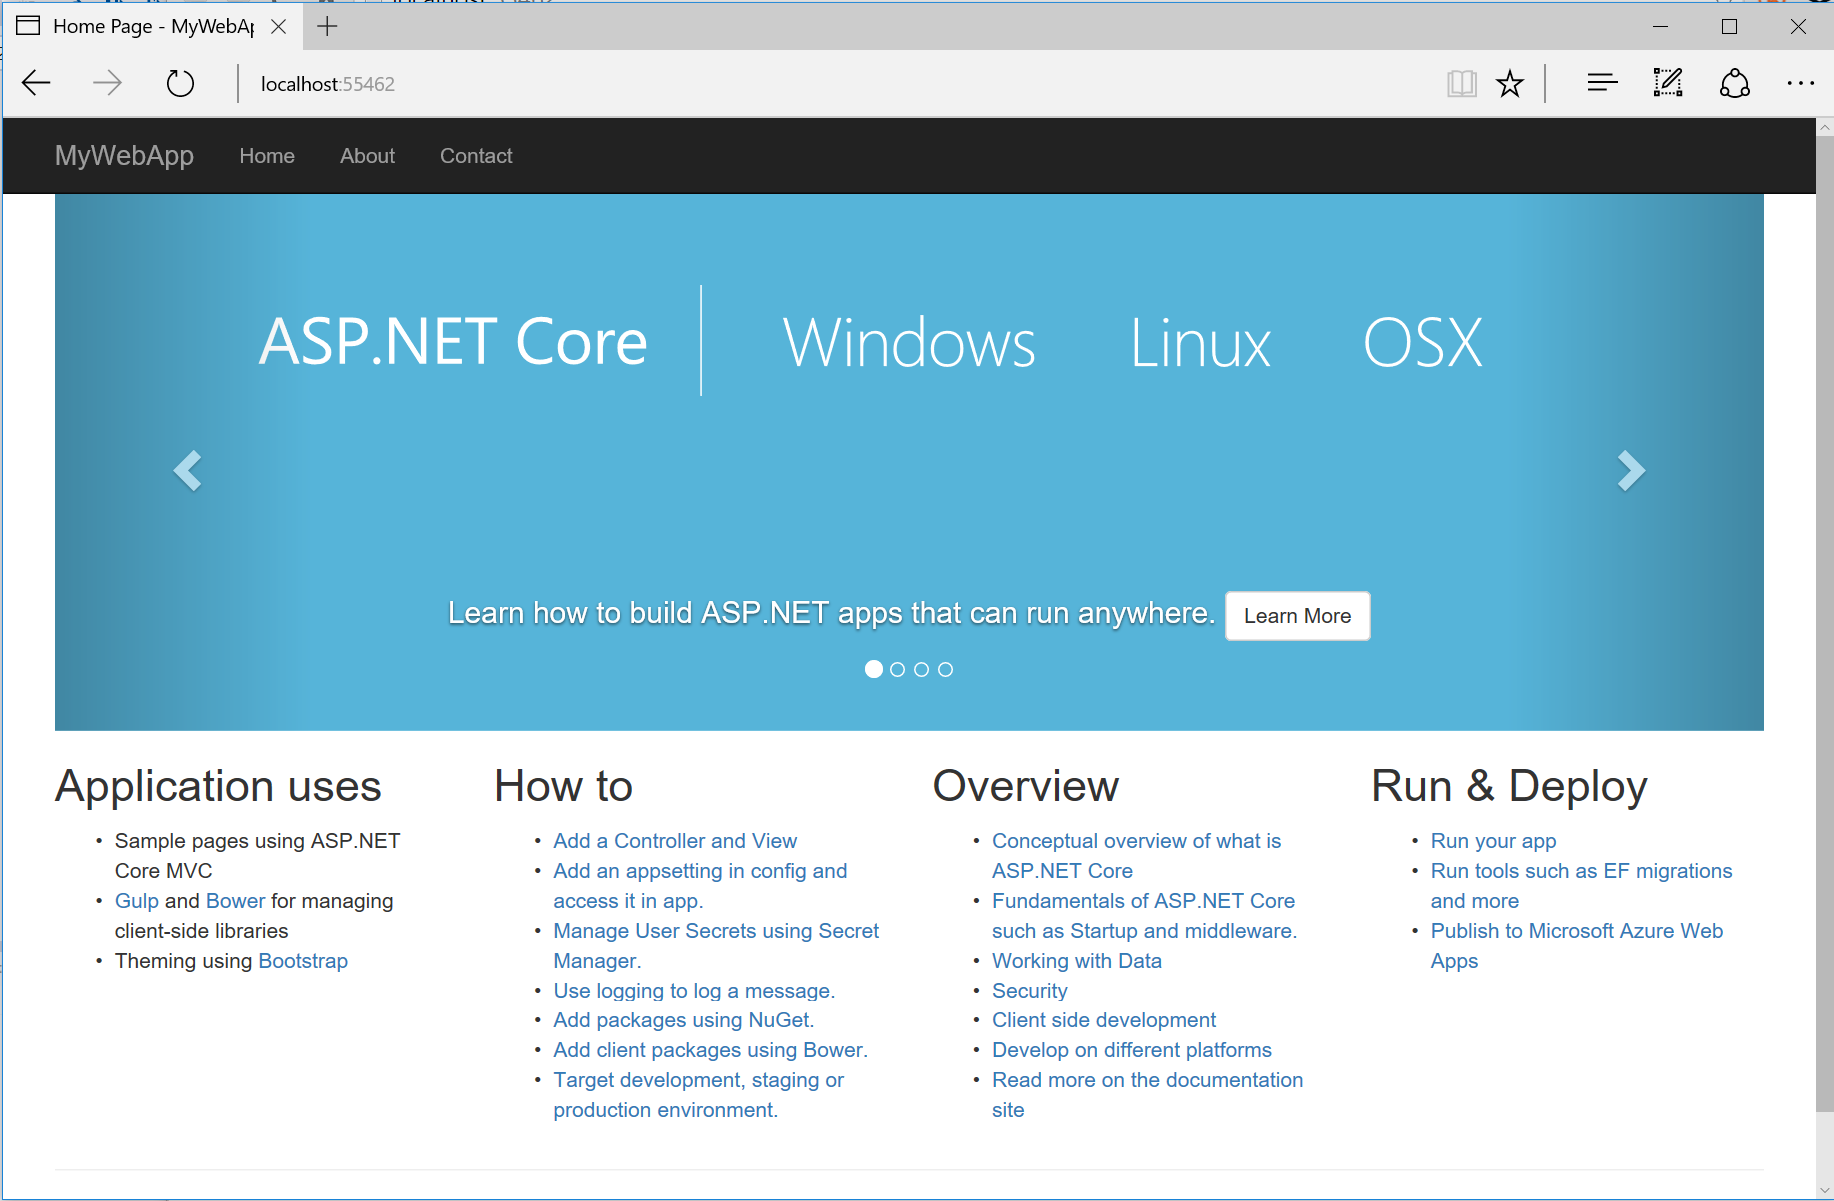 Home Page - MyWebAp
localhost:55462
MyWebApp Home About Contact
ASP.NET Core Windows Linux OSX
Learn how to build ASP.NET apps that can run anywhere. Learn More
Application uses
Sample pages using ASP.NET
Core MVC
Gulp and Bower for managing
client-side libraries
Theming using Bootstrap
How to
Add a Controller and View
Add an appsetting in config and
access it in app.
Manage User Secrets using Secret
Manager.
Use logging to log a message.
Add packages using NuGet.
Add client packages using Bower.
Target development, staging or
production environment.
Overview
Conceptual overview of what is
ASP.NET Core
Fundamentals of ASP.NET Core
such as Startup and middleware.
Working with Data
Security
Client side development
Develop on different platforms
Read more on the documentation
site
Run & Deploy
Run your app
Run tools such as EF migrations
and more
Publish to Microsoft Azure Web
Apps